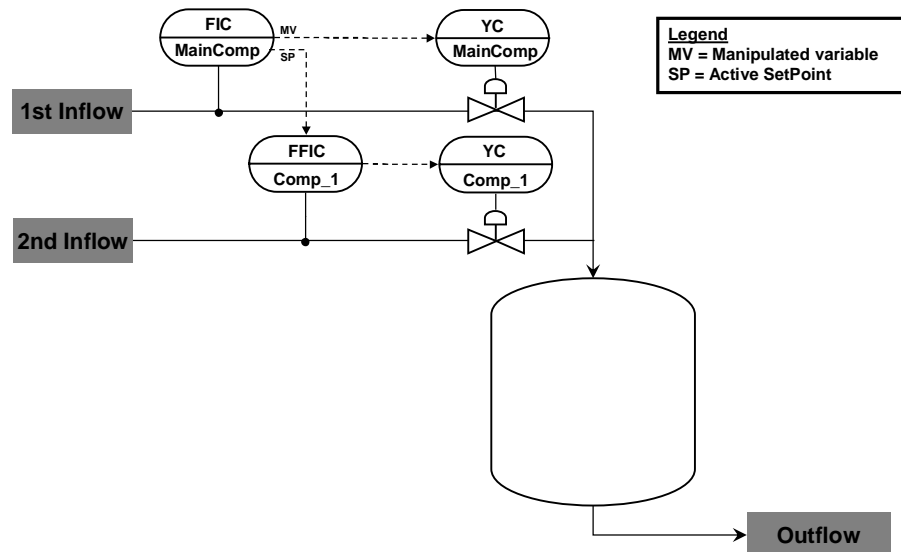 FIC
MainComp
MV
SP
YC
MainComp
Legend
MV = Manipulated variable
SP = Active SetPoint
1st Inflow
FFIC
Comp_1
YC
Comp_1
2nd Inflow
Outflow